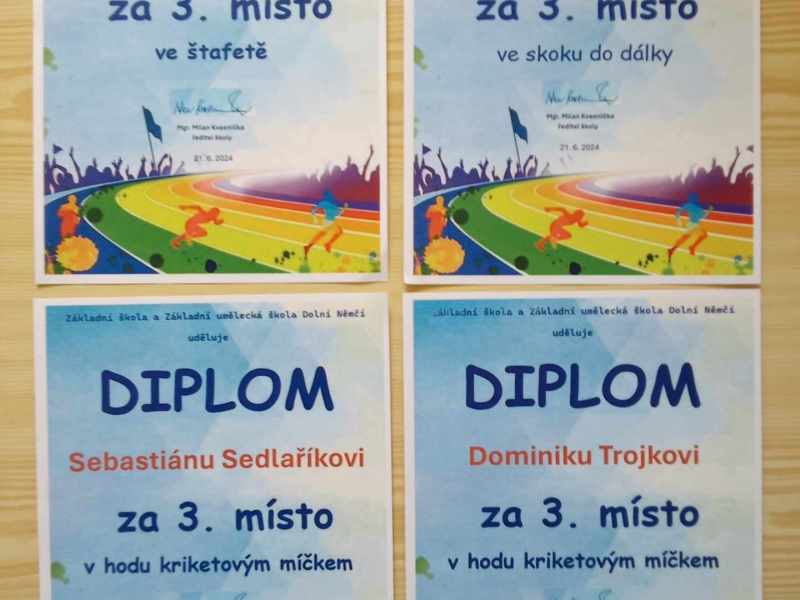 za 3. místo
ve štafetě
Mgr. Milan Kvasnička
ředitel školy
21. 6. 2024
za 3. místo
ve skoku do dálky
Mgr. Milan Kvasnička
ředitel školy
21. 6. 2024
Základní škola a Základní umělecká škola Dolní Němčí
uděluje
DIPLOM
Sebastiánu Sedlaříkovi
za 3. místo
v hodu kriketovým míčkem
Základní škola a Základní umělecká škola Dolní Němčí
uděluje
DIPLOM
Dominiku Trojkovi
za 3. místo
v hodu kriketovým míčkem